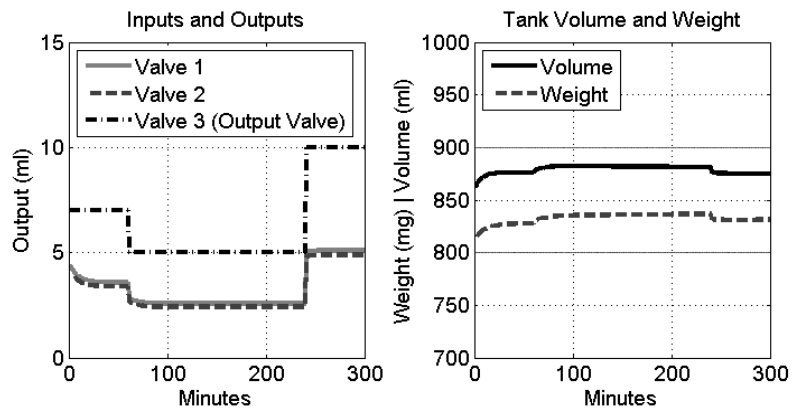 Inputs and Outputs
15
10
5
0
Output (ml)
Valve 1
Valve 2
Valve 3 (Output Valve)
0 100 200 300
Minutes
Tank Volume and Weight
1000
950
900
850
800
750
700
Weight (mg) | Volume (ml)
Volume
Weight
0 100 200 300
Minutes